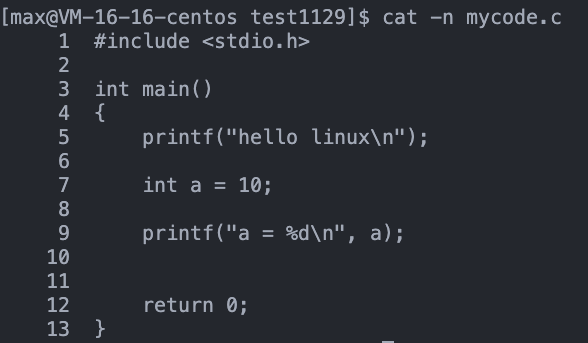 [max@VM-16-16-centos test1129]$ cat -n mycode.c
     1  #include <stdio.h>
     2
     3  int main()
     4  {
     5      printf("hello linux\n");
     6
     7      int a = 10;
     8
     9      printf("a = %d\n", a);
    10
    11
    12      return 0;
    13  }